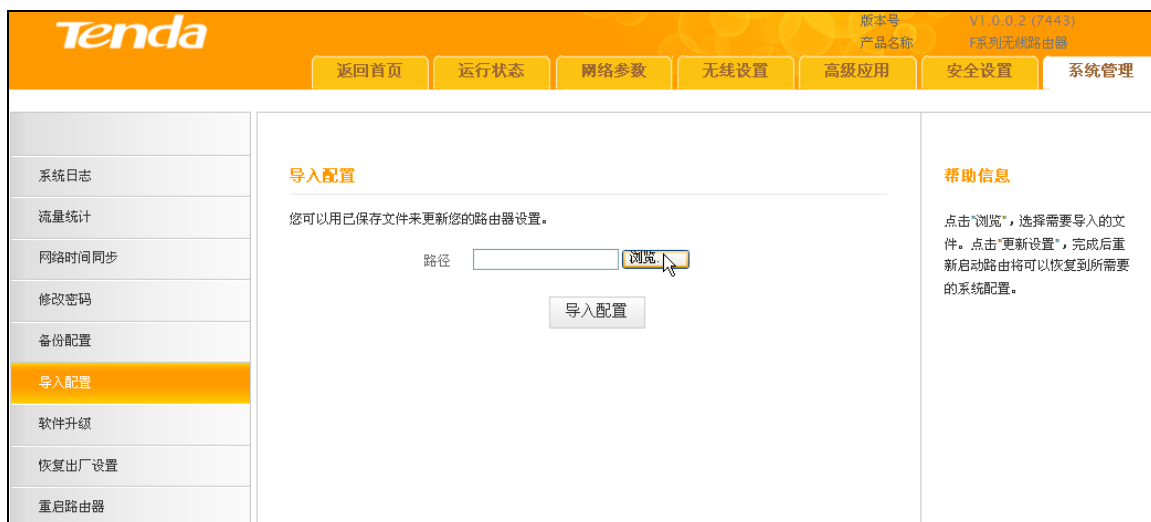 Tenda
版本号 V1.0.0.2 (7443)
产品名称 F系列无线路由器
返回首页 运行状态 网络参数 无线设置 高级应用 安全设置 系统管理
系统日志
流量统计
网络时间同步
修改密码
备份配置
导入配置
软件升级
恢复出厂设置
重启路由器
导入配置
您可以用已保存文件来更新您的路由器设置。
路径 浏览.
导入配置
帮助信息
点击"浏览"，选择需要导入的文
件。点击"更新设置"，完成后重
新启动路由将可以恢复到所需要
的系统配置。